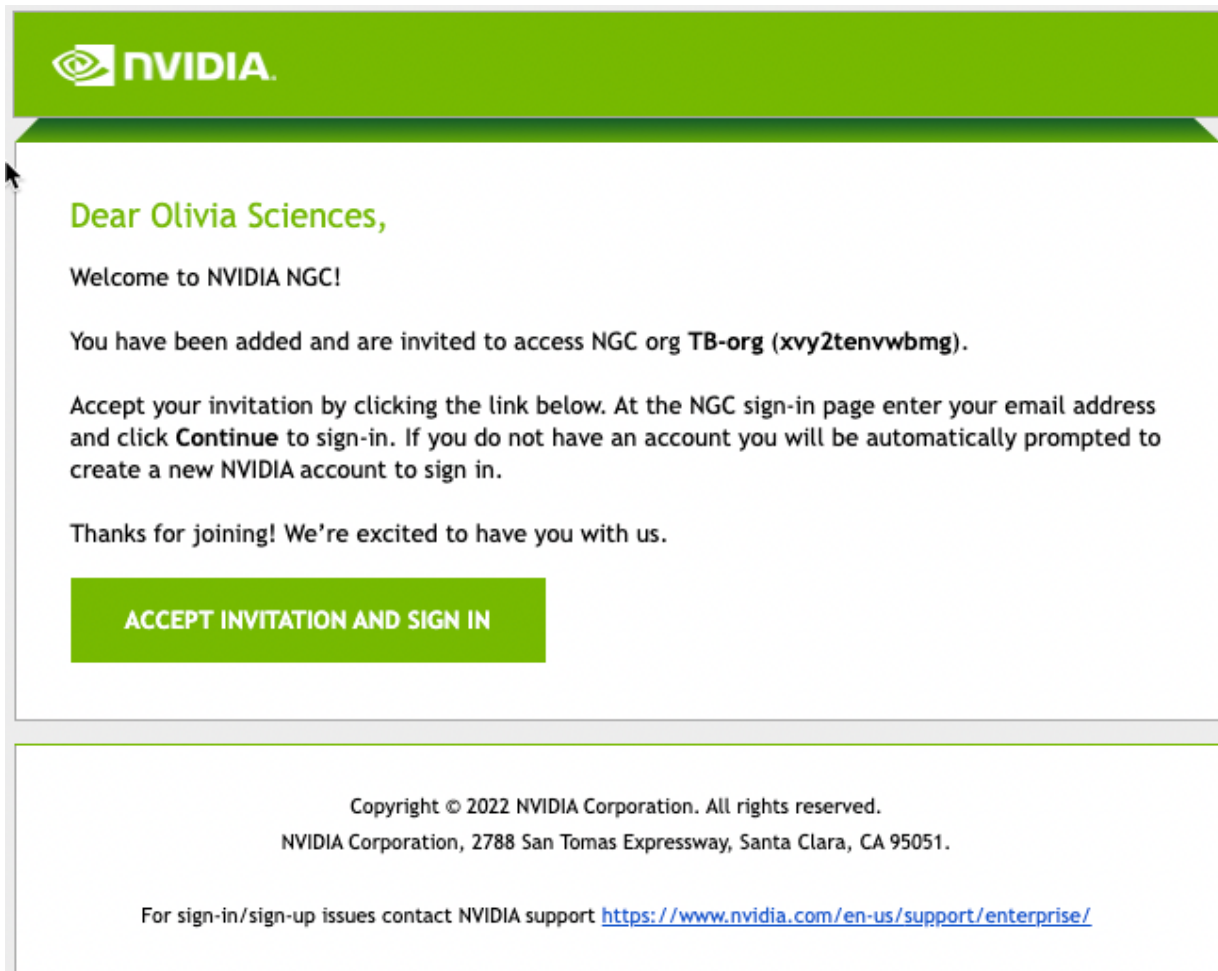 NVIDIA.
Dear Olivia Sciences,
Welcome to NVIDIA NGC!
You have been added and are invited to access NGC org TB-org (xvy2tenvwbmg).
Accept your invitation by clicking the link below. At the NGC sign-in page enter your email address
and click Continue to sign-in. If you do not have an account you will be automatically prompted to
create a new NVIDIA account to sign in.
Thanks for joining! We’re excited to have you with us.
ACCEPT INVITATION AND SIGN IN
Copyright © 2022 NVIDIA Corporation. All rights reserved.
NVIDIA Corporation, 2788 San Tomas Expressway, Santa Clara, CA 95051.
For sign-in/sign-up issues contact NVIDIA support https://www.nvidia.com/en-us/support/enterprise/